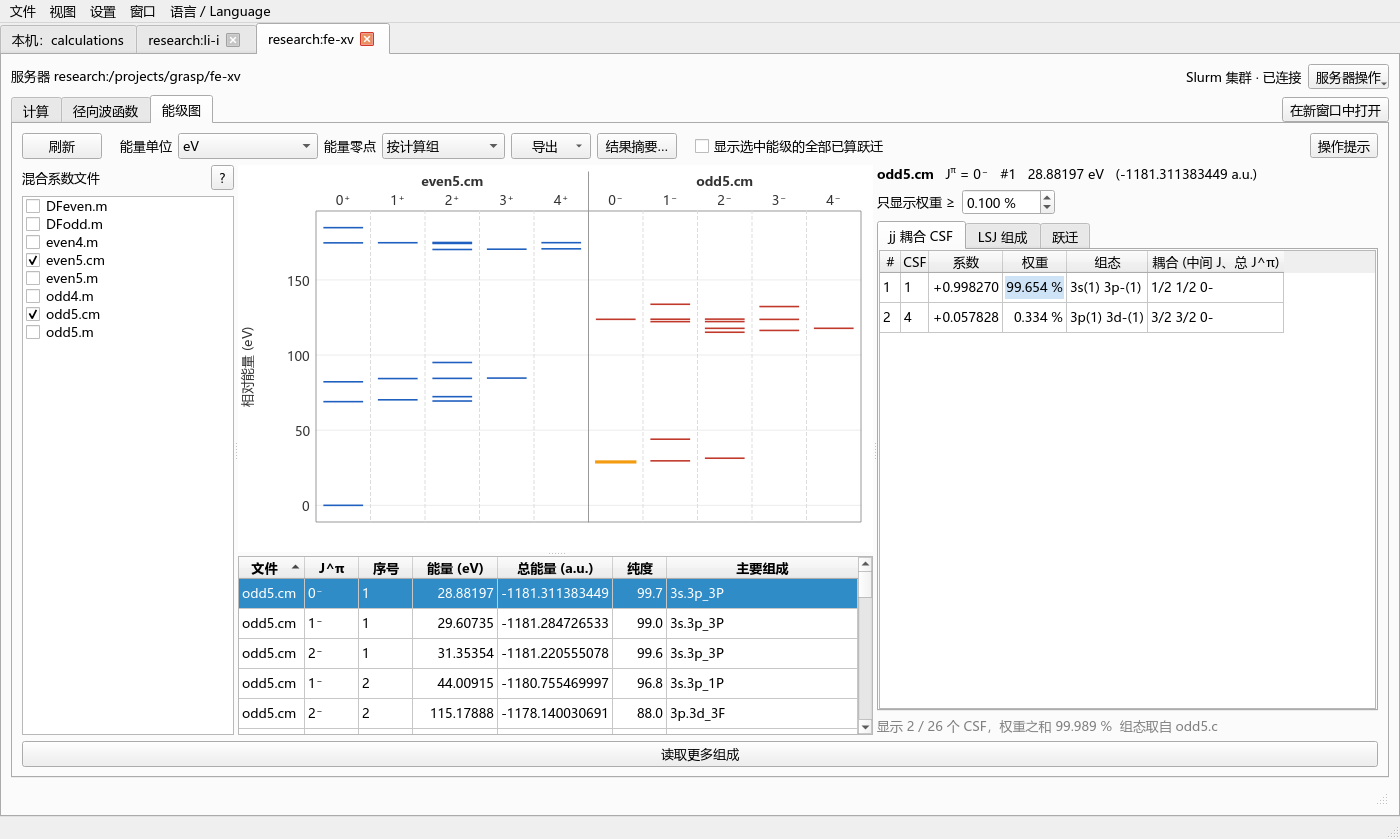 文件 视图 设置 窗口 语言 / Language
本机：calculations research:li-i research:fe-xv
服务器 research:/projects/grasp/fe-xv Slurm 集群 · 已连接 服务器操作
计算 径向波函数 能级图 在新窗口中打开
刷新 能量单位 eV 能量零点 按计算组 导出 结果摘要... 显示选中能级的全部已算跃迁 操作提示
混合系数文件 ?
DFeven.m
DFodd.m
even4.m
even5.cm
even5.m
odd4.m
odd5.cm
odd5.m
even5.cm odd5.cm
0⁺ 1⁺ 2⁺ 3⁺ 4⁺ 0⁻ 1⁻ 2⁻ 3⁻ 4⁻
150
100
50
0
相对能量 (eV)
文件 J^π 序号 能量 (eV) 总能量 (a.u.) 纯度 主要组成
odd5.cm 0⁻ 1 28.88197 -1181.311383449 99.7 3s.3p_3P
odd5.cm 1⁻ 1 29.60735 -1181.284726533 99.0 3s.3p_3P
odd5.cm 2⁻ 1 31.35354 -1181.220555078 99.6 3s.3p_3P
odd5.cm 1⁻ 2 44.00915 -1180.755469997 96.8 3s.3p_1P
odd5.cm 2⁻ 2 115.17888 -1178.140030691 88.0 3p.3d_3F
odd5.cm Jᵖ = 0⁻ #1 28.88197 eV (-1181.311383449 a.u.)
只显示权重 ≥ 0.100 %
jj 耦合 CSF LSJ 组成 跃迁
# CSF 系数 权重 组态 耦合 (中间 J、总 J^π)
1 1 +0.998270 99.654 % 3s(1) 3p-(1) 1/2 1/2 0-
2 4 +0.057828 0.334 % 3p(1) 3d-(1) 3/2 3/2 0-
显示 2 / 26 个 CSF，权重之和 99.989 % 组态取自 odd5.c
读取更多组成